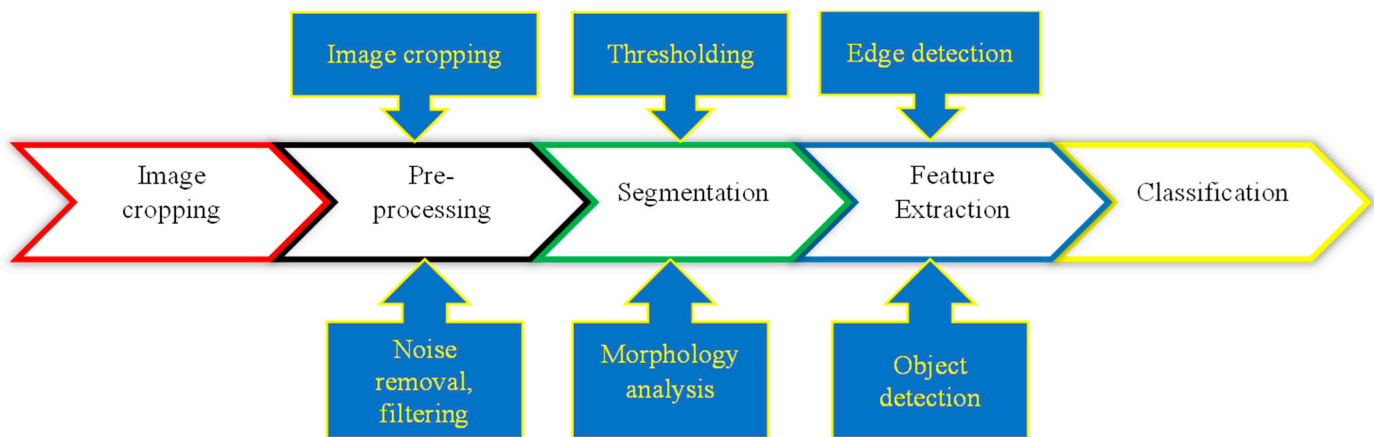 Image cropping
Thresholding
Edge detection
Image
cropping
Pre-
processing
Segmentation
Feature
Extraction
Classification
Noise
removal,
filtering
Morphology
analysis
Object
detection